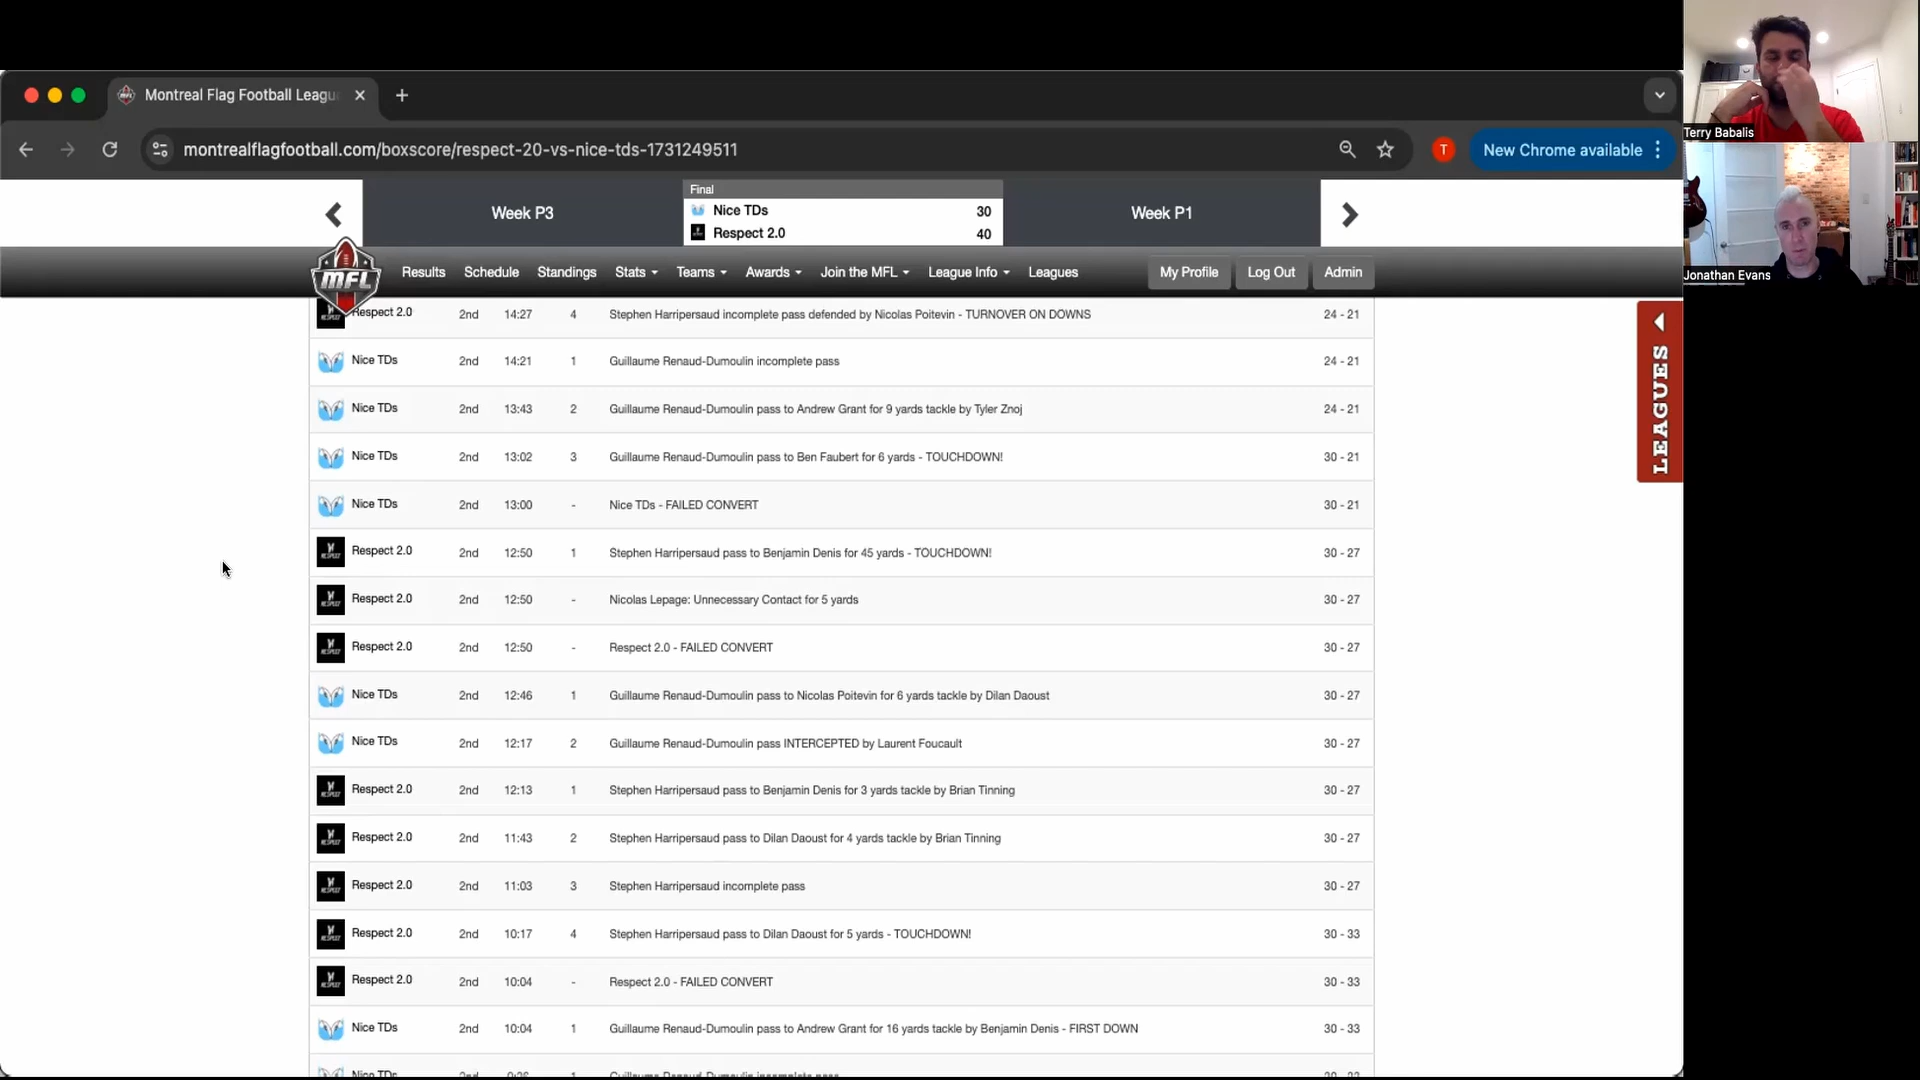 Terry Babalis
Montreal Flag Football Leagu
montrealflagfootball.com/boxscore/respect-20-vs-nice-tds-1731249511
T
New Chrome available
Week P3
Final
Nice TDs 30
Respect 2.0 40
Week P1
Jonathan Evans
MFL
Results Schedule Standings Stats Teams Awards Join the MFL League Info Leagues My Profile Log Out Admin
LEAGUES
Respect 2.0 2nd 14:27 4 Stephen Harripersaud incomplete pass defended by Nicolas Poitevin - TURNOVER ON DOWNS 24 - 21
Nice TDs 2nd 14:21 1 Guillaume Renaud-Dumoulin incomplete pass 24 - 21
Nice TDs 2nd 13:43 2 Guillaume Renaud-Dumoulin pass to Andrew Grant for 9 yards tackle by Tyler Znoj 24 - 21
Nice TDs 2nd 13:02 3 Guillaume Renaud-Dumoulin pass to Ben Faubert for 6 yards - TOUCHDOWN! 30 - 21
Nice TDs 2nd 13:00 - Nice TDs - FAILED CONVERT 30 - 21
Respect 2.0 2nd 12:50 1 Stephen Harripersaud pass to Benjamin Denis for 45 yards - TOUCHDOWN! 30 - 27
Respect 2.0 2nd 12:50 - Nicolas Lepage: Unnecessary Contact for 5 yards 30 - 27
Respect 2.0 2nd 12:50 - Respect 2.0 - FAILED CONVERT 30 - 27
Nice TDs 2nd 12:46 1 Guillaume Renaud-Dumoulin pass to Nicolas Poitevin for 6 yards tackle by Dilan Daoust 30 - 27
Nice TDs 2nd 12:17 2 Guillaume Renaud-Dumoulin pass INTERCEPTED by Laurent Foucault 30 - 27
Respect 2.0 2nd 12:13 1 Stephen Harripersaud pass to Benjamin Denis for 3 yards tackle by Brian Tinning 30 - 27
Respect 2.0 2nd 11:43 2 Stephen Harripersaud pass to Dilan Daoust for 4 yards tackle by Brian Tinning 30 - 27
Respect 2.0 2nd 11:03 3 Stephen Harripersaud incomplete pass 30 - 27
Respect 2.0 2nd 10:17 4 Stephen Harripersaud pass to Dilan Daoust for 5 yards - TOUCHDOWN! 30 - 33
Respect 2.0 2nd 10:04 - Respect 2.0 - FAILED CONVERT 30 - 33
Nice TDs 2nd 10:04 1 Guillaume Renaud-Dumoulin pass to Andrew Grant for 16 yards tackle by Benjamin Denis - FIRST DOWN 30 - 33